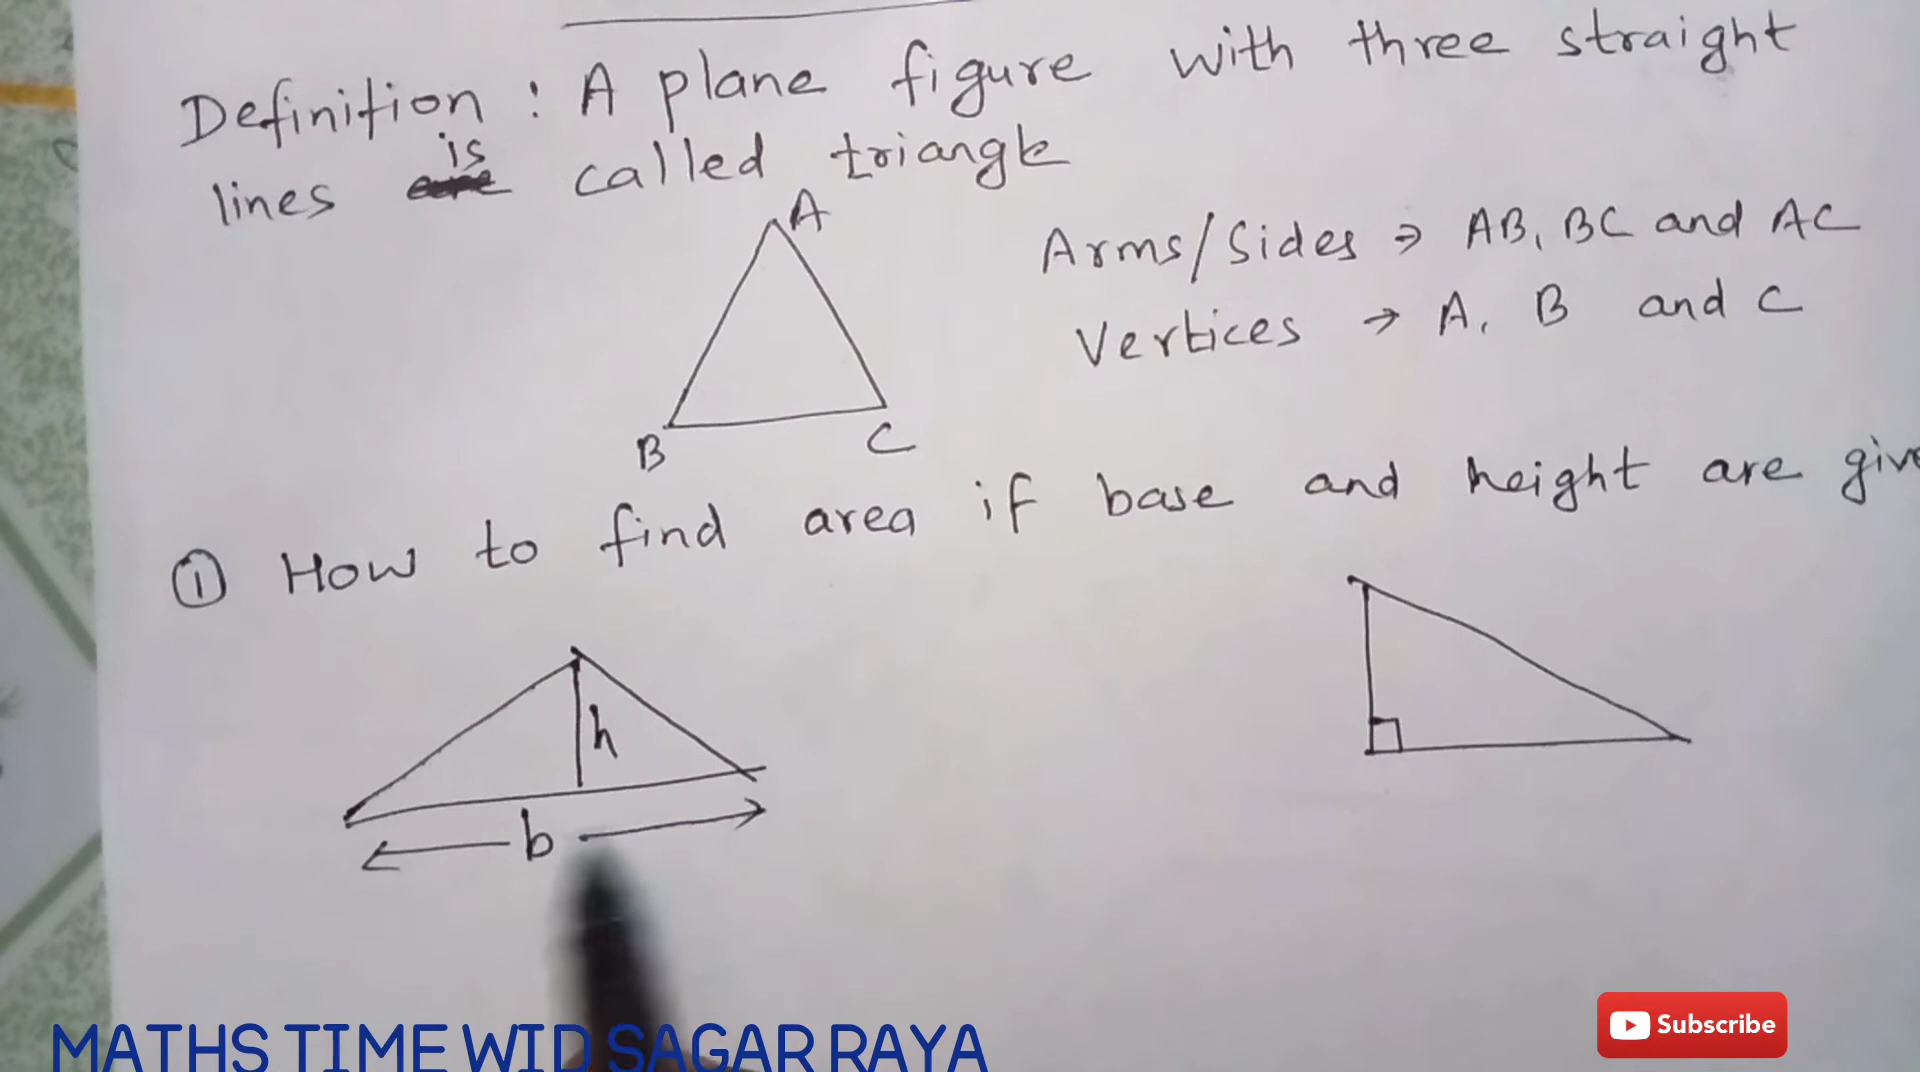 Definition : A plane figure with three straight
lines is called triangle
A
B
C
Arms/Sides ⇒ AB, BC and AC
Vertices → A, B and C
① How to find area if base and height are give
h
b
MATHS TIME WID SAGAR RAYA
Subscribe